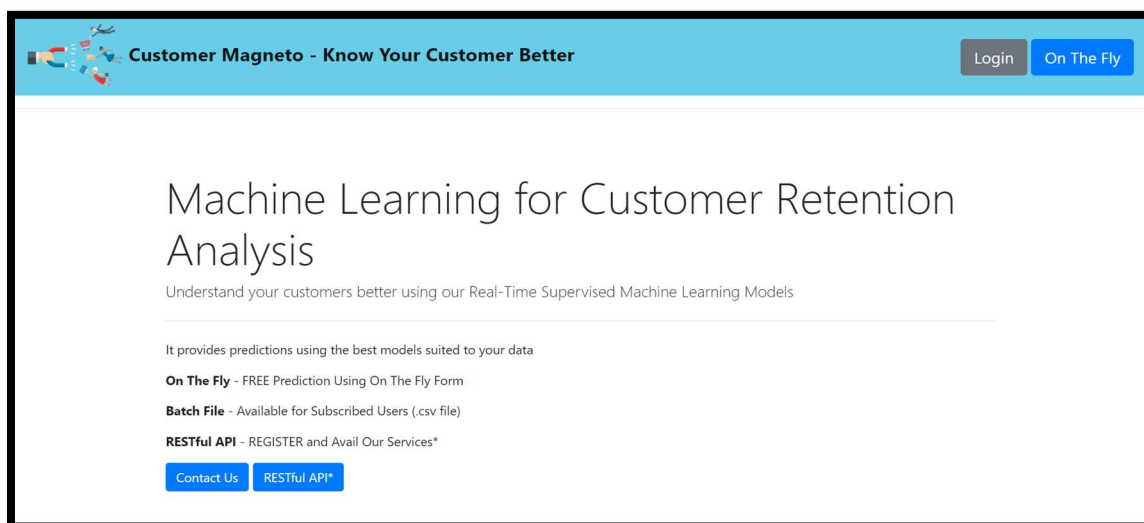 Customer Magneto - Know Your Customer Better
Login
On The Fly
Machine Learning for Customer Retention
Analysis
Understand your customers better using our Real-Time Supervised Machine Learning Models
It provides predictions using the best models suited to your data
On The Fly - FREE Prediction Using On The Fly Form
Batch File - Available for Subscribed Users (.csv file)
RESTful API - REGISTER and Avail Our Services*
Contact Us
RESTful API*